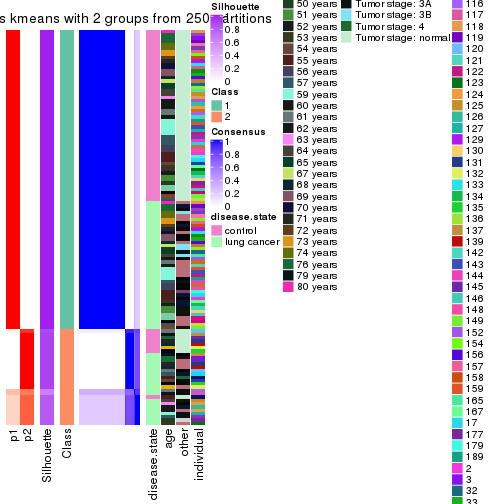 s kmeans with 2 groups from 250 artitions
p1
p2
Silhouette
Class
disease.state
age
other
individual
Silhouette
1
0.8
0.6
0.4
0.2
0
Class
1
2
Consensus
1
0.8
0.6
0.4
0.2
0
disease.state
control
lung cancer
50 years
51 years
52 years
53 years
54 years
55 years
56 years
57 years
59 years
60 years
61 years
62 years
63 years
64 years
65 years
67 years
68 years
69 years
70 years
71 years
72 years
73 years
74 years
76 years
79 years
80 years
Tumor stage: 3A
Tumor stage: 3B
Tumor stage: 4
Tumor stage: normal
116
117
118
119
120
121
122
123
124
125
126
127
129
130
131
132
133
134
135
136
137
139
142
143
144
145
146
148
149
152
154
156
157
158
159
165
167
17
177
179
189
2
3
32
33